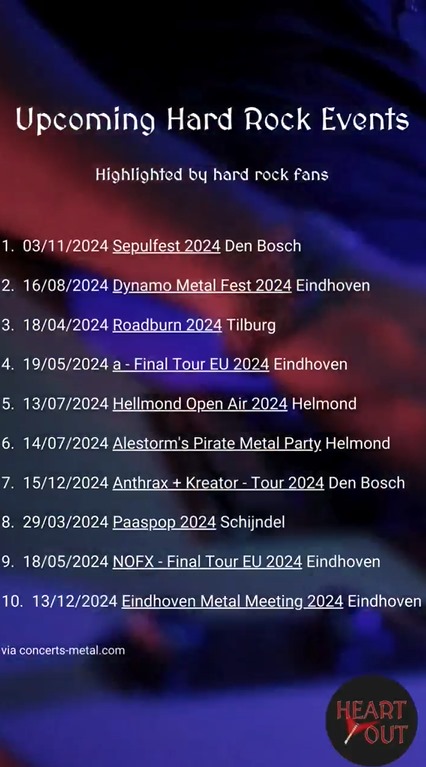 Upcoming Hard Rock Events
Highlighted by hard rock fans
1. 03/11/2024 Sepulfest 2024 Den Bosch
2. 16/08/2024 Dynamo Metal Fest 2024 Eindhoven
3. 18/04/2024 Roadburn 2024 Tilburg
4. 19/05/2024 a - Final Tour EU 2024 Eindhoven
5. 13/07/2024 Hellmond Open Air 2024 Helmond
6. 14/07/2024 Alestorm's Pirate Metal Party Helmond
7. 15/12/2024 Anthrax + Kreator - Tour 2024 Den Bosch
8. 29/03/2024 Paaspop 2024 Schijndel
9. 18/05/2024 NOFX - Final Tour EU 2024 Eindhoven
10. 13/12/2024 Eindhoven Metal Meeting 2024 Eindhoven
via concerts-metal.com
HEART
OUT